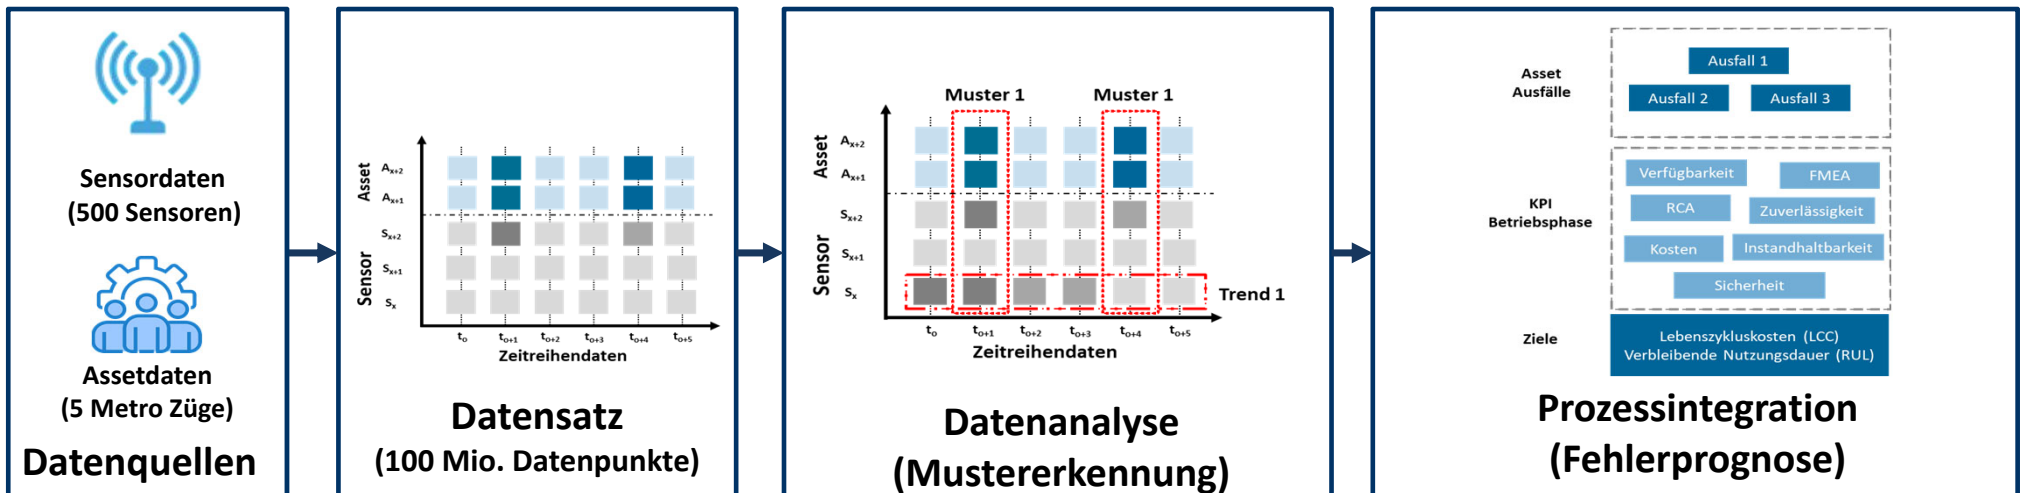 Sensordaten
(500 Sensoren)
Assetdaten
(5 Metro Züge)
Datenquellen
Asset
Sensor
Ax+2
Ax+1
Sx+2
Sx+1
Sx
to
to+1
to+2
to+3
to+4
to+5
Zeitreihendaten
Datensatz
(100 Mio. Datenpunkte)
Muster 1
Muster 1
Asset
Sensor
Ax+2
Ax+1
Sx+2
Sx+1
Sx
Trend 1
to
to+1
to+2
to+3
to+4
to+5
Zeitreihendaten
Datenanalyse
(Mustererkennung)
Asset
Ausfälle
Ausfall 1
Ausfall 2
Ausfall 3
KPI
Betriebsphase
Verfügbarkeit
FMEA
RCA
Zuverlässigkeit
Kosten
Instandhaltbarkeit
Sicherheit
Ziele
Lebenszykluskosten (LCC)
Verbleibende Nutzungsdauer (RUL)
Prozessintegration
(Fehlerprognose)